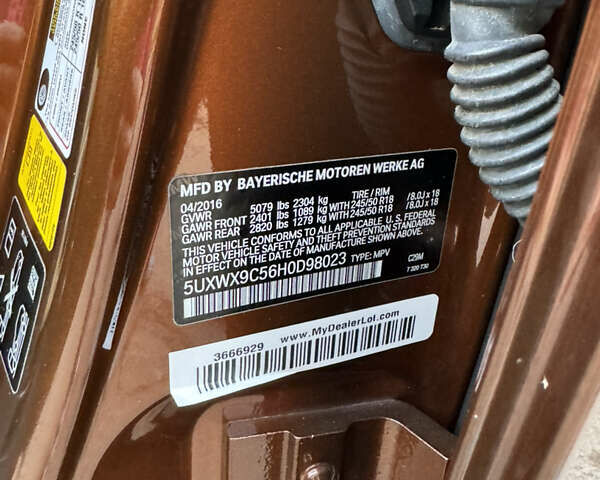 MFD BY BAYERISCHE MOTOREN WERKE AG
04/2016 5079 lbs 2304 kg TIRE / RIM
GVWR
GAWR FRONT 2401 lbs 1089 kg WITH 245/50 R18 /8.0J x 18
GAWR REAR 2820 lbs 1279 kg WITH 245/50 R18 /8.0J x 18
THIS VEHICLE CONFORMS TO ALL APPLICABLE U.S. FEDERAL
MOTOR VEHICLE SAFETY STANDARDS IN
EFFECT ON THE DATE OF MANUFACTURE SHOWN ABOVE.
5UXWX9C56H0D98023 TYPE: MPV C29M
7 320 730
3666929 www.MyDealerLot.com